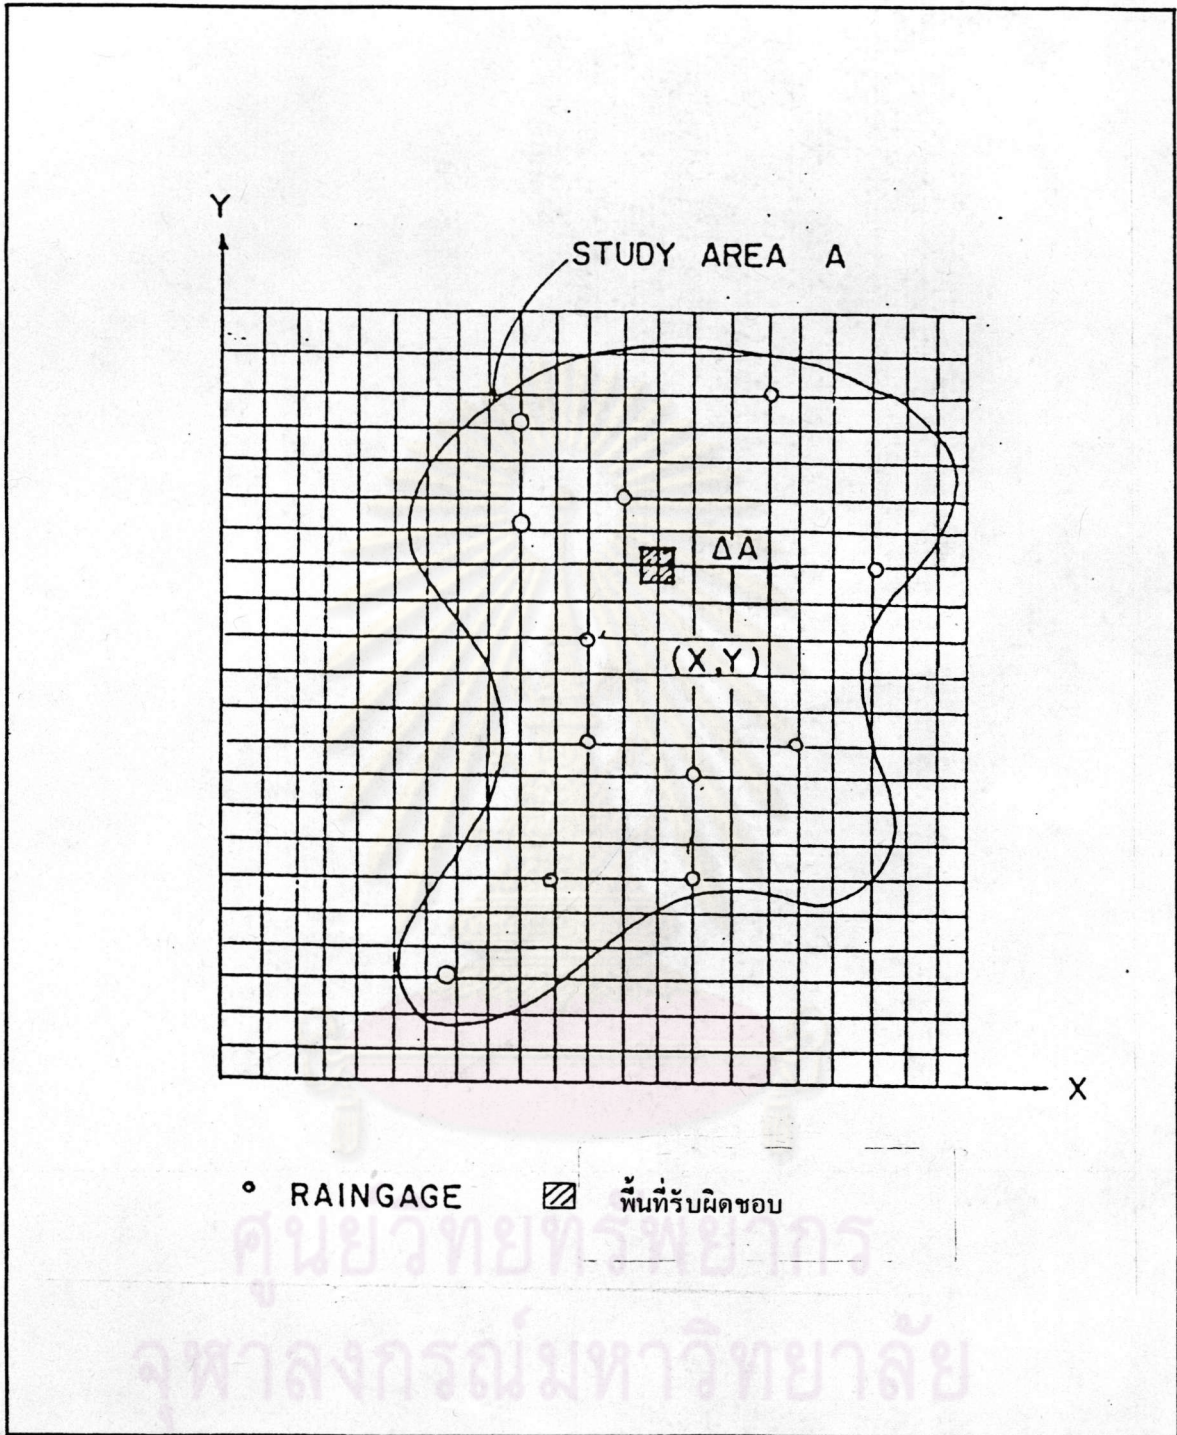 Y
STUDY AREA A
ΔA
(X,Y)
X
RAINGAGE
พื้นที่รับผิดชอบ
ศูนย์วิทยทรัพยากร
จุฬาลงกรณ์มหาวิทยาลัย